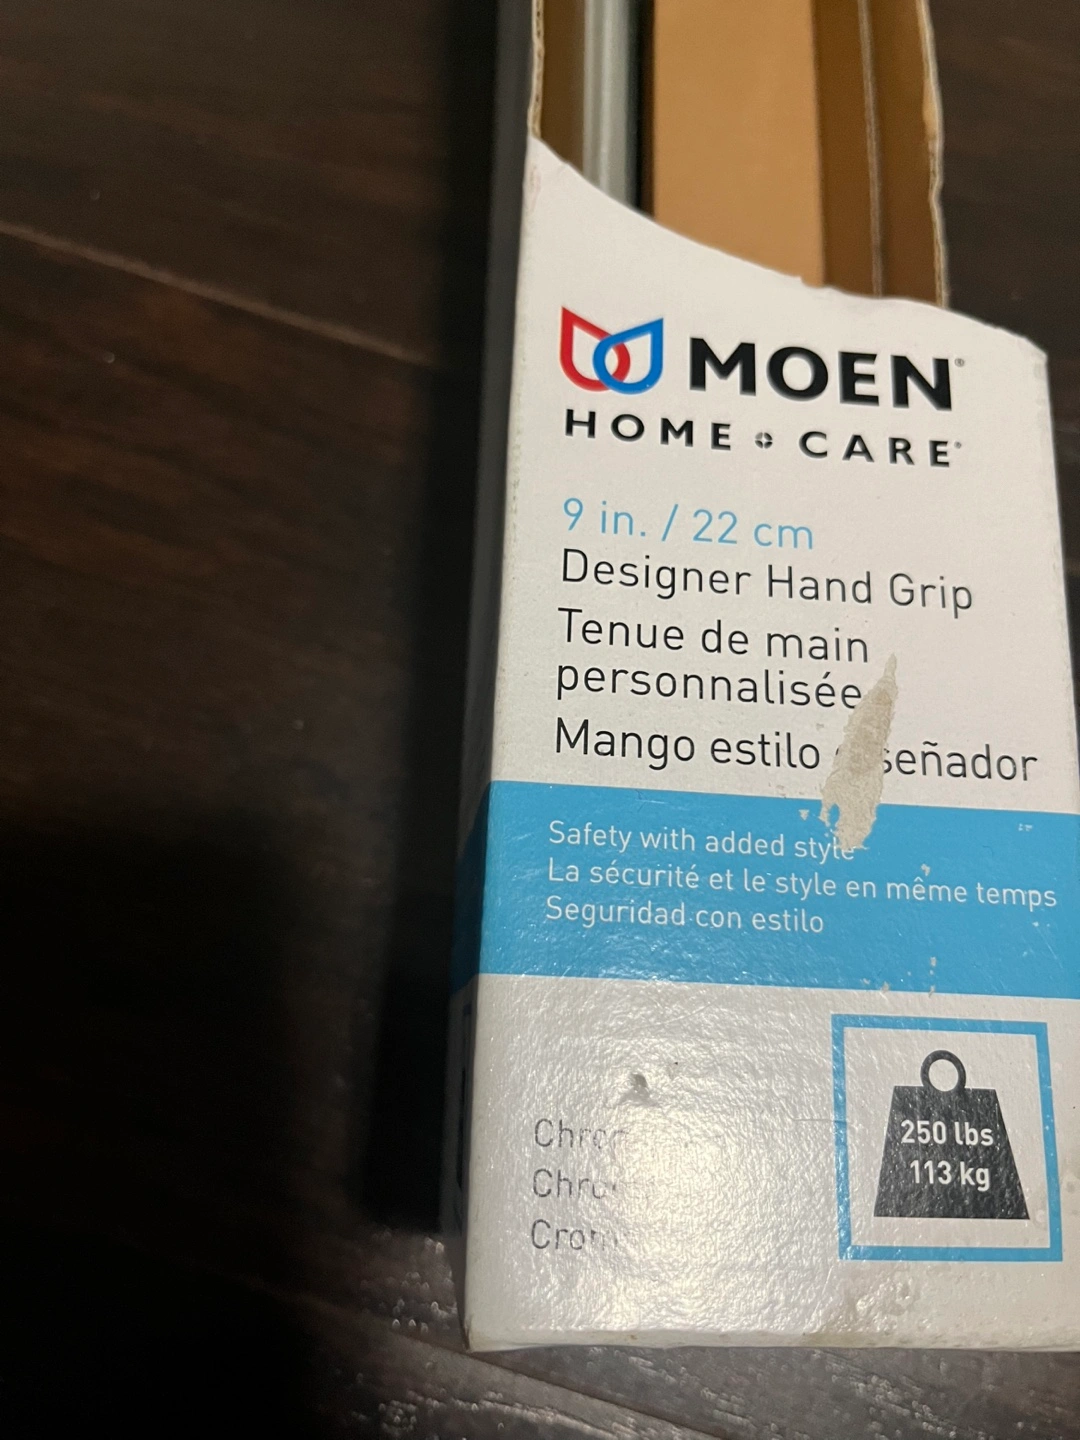 MOEN®
HOME CARE®
9 in. / 22 cm
Designer Hand Grip
Tenue de main
personnalisée
Mango estilo
Safety with added style
La sécurité et le style en même temps
Seguridad con estilo
250 lbs
113 kg